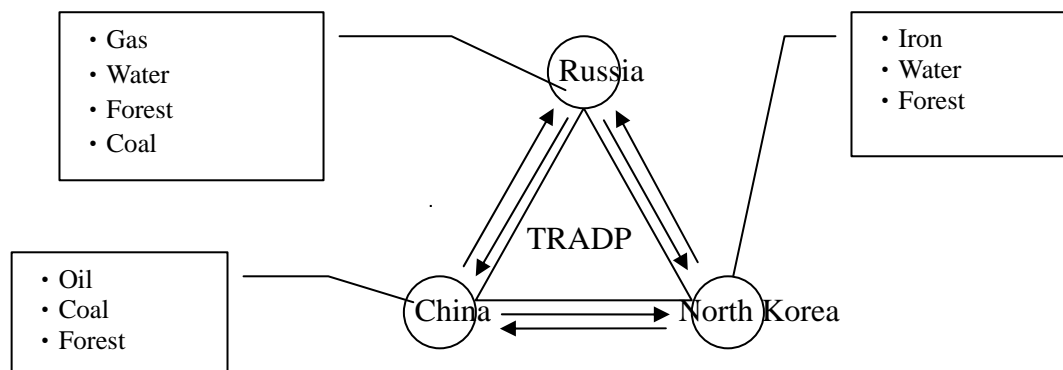 ・Gas
・Water
・Forest
・Coal
Russia
・Iron
・Water
・Forest
TRADP
・Oil
・Coal
・Forest
China
North Korea